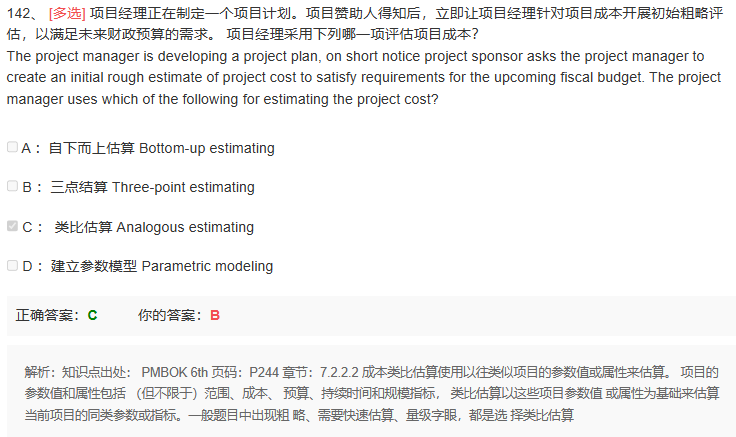 142、 [多选] 项目经理正在制定一个项目计划。项目赞助人得知后，立即让项目经理针对项目成本开展初始粗略评
估，以满足未来财政预算的需求。 项目经理采用下列哪一项评估项目成本？
The project manager is developing a project plan, on short notice project sponsor asks the project manager to
create an initial rough estimate of project cost to satisfy requirements for the upcoming fiscal budget. The project
manager uses which of the following for estimating the project cost?
A： 自下而上估算 Bottom-up estimating
B： 三点结算 Three-point estimating
C： 类比估算 Analogous estimating
D： 建立参数模型 Parametric modeling
正确答案：C 你的答案：B
解析：知识点出处： PMBOK 6th 页码：P244 章节：7.2.2.2 成本类比估算使用以往类似项目的参数值或属性来估算。 项目的
参数值和属性包括 （但不限于）范围、成本、 预算、持续时间和规模指标， 类比估算以这些项目参数值 或属性为基础来估算
当前项目的同类参数或指标。一般题目中出现粗 略、需要快速估算、量级字眼，都是选 择类比估算